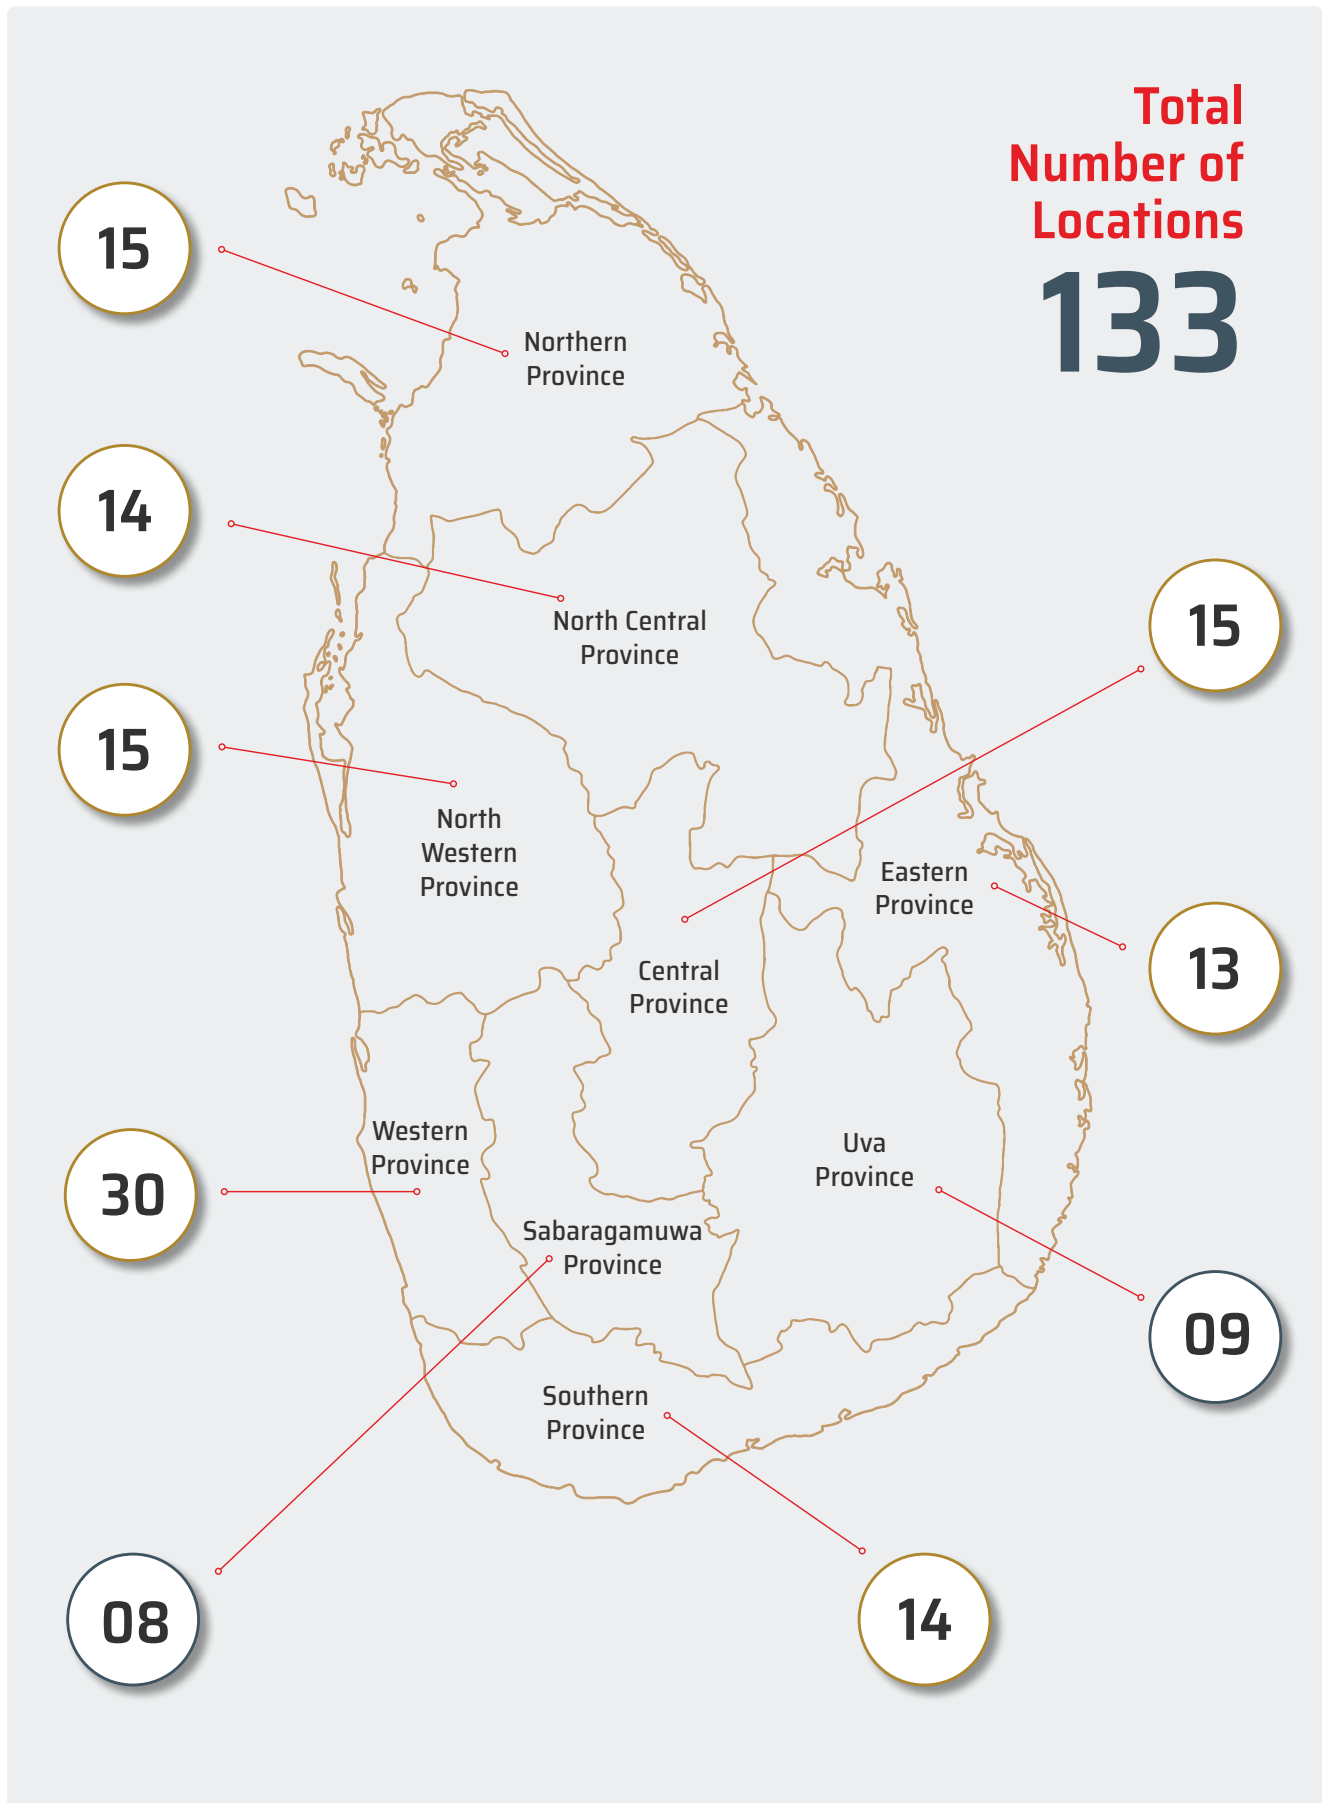 Total
Number of
Locations
133
15
Northern
Province
14
North Central
Province
15
15
North
Western
Province
Eastern
Province
13
Central
Province
30
Western
Province
Uva
Province
09
Sabaragamuwa
Province
08
Southern
Province
14